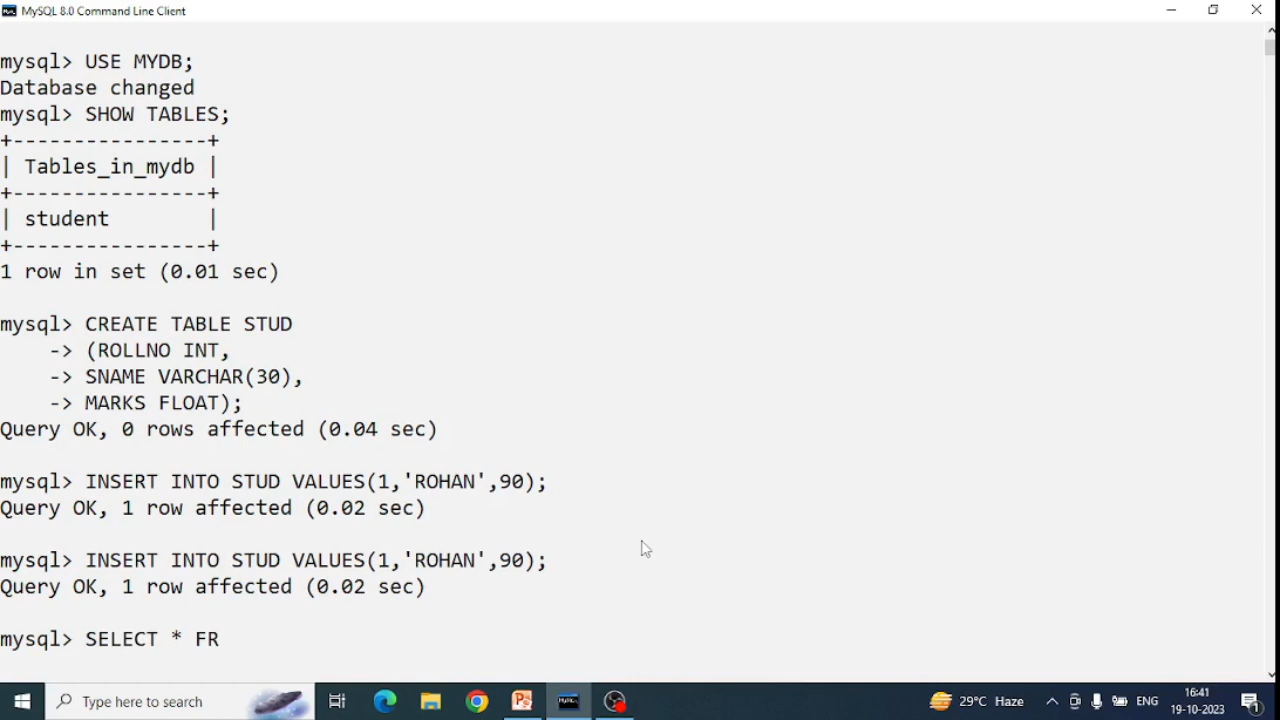 MySQL 8.0 Command Line Client
mysql> USE MYDB;
Database changed
mysql> SHOW TABLES;
+----------------+
| Tables_in_mydb |
+----------------+
| student        |
+----------------+
1 row in set (0.01 sec)
mysql> CREATE TABLE STUD
    -> (ROLLNO INT,
    -> SNAME VARCHAR(30),
    -> MARKS FLOAT);
Query OK, 0 rows affected (0.04 sec)
mysql> INSERT INTO STUD VALUES(1,'ROHAN',90);
Query OK, 1 row affected (0.02 sec)
mysql> INSERT INTO STUD VALUES(1,'ROHAN',90);
Query OK, 1 row affected (0.02 sec)
mysql> SELECT * FR
Type here to search
29°C Haze
ENG
16:41
19-10-2023
1